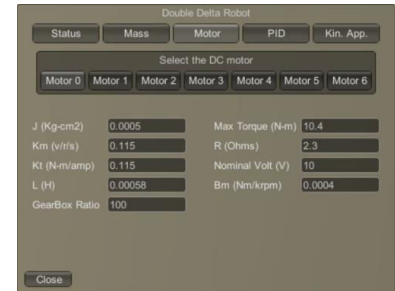 Double Delta Robot
Status Mass Motor PID Kin. App.
Select the DC motor
Motor 0 Motor 1 Motor 2 Motor 3 Motor 4 Motor 5 Motor 6
J (Kg-cm2) 0.0005 Max Torque (N-m) 10.4
Km (v/r/s) 0.115 R (Ohms) 2.3
Kt (N-m/amp) 0.115 Nominal Volt (V) 10
L (H) 0.00058 Bm (Nm/krpm) 0.0004
GearBox Ratio 100
Close